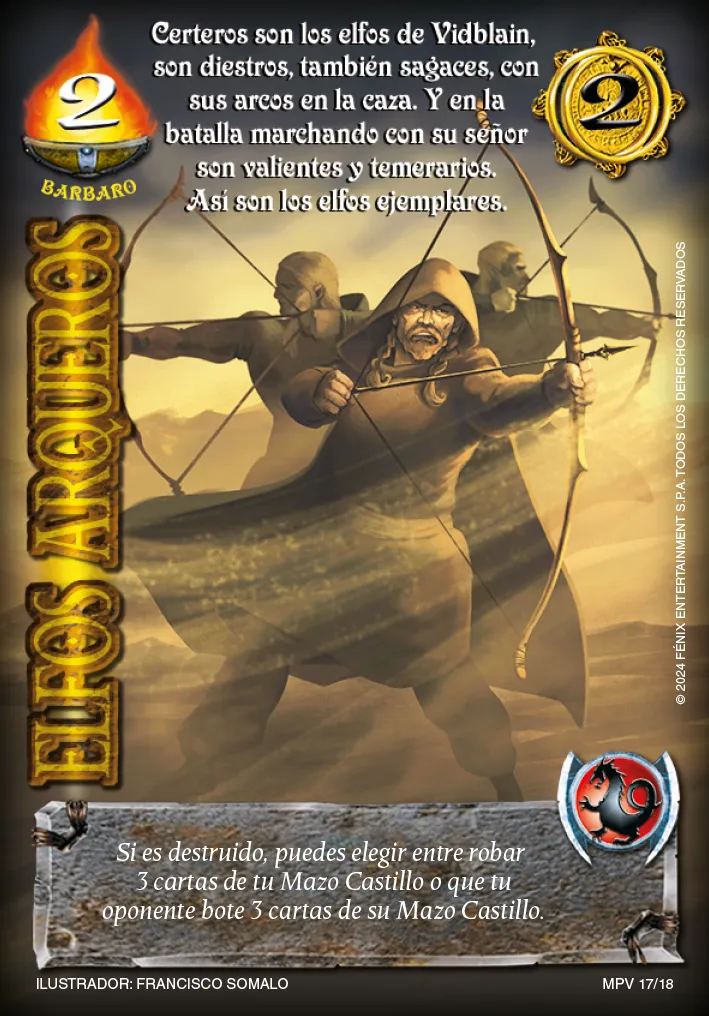 Certeros son los elfos de Vidblain,
son diestros, también sagaces, con
sus arcos en la caza. Y en la
batalla marchando con su señor
son valientes y temerarios.
Así son los elfos ejemplares.
2
BARBARO
2
ELFOS ARQUEROS
© 2024 FÉNIX ENTERTAINMENT S.P.A. TODOS LOS DERECHOS RESERVADOS
Si es destruido, puedes elegir entre robar
3 cartas de tu Mazo Castillo o que tu
oponente bote 3 cartas de su Mazo Castillo.
ILUSTRADOR: FRANCISCO SOMALO
MPV 17/18